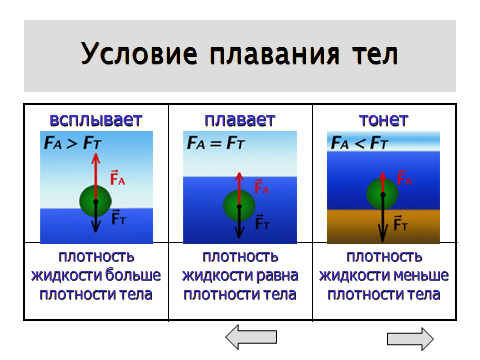 Условие плавания тел
всплывает
плавает
тонет
FA > FT
FA = FT
FA < FT
FA
FT
FA
FT
FA
FT
плотность
жидкости больше
плотности тела
плотность
жидкости равна
плотности тела
плотность
жидкости меньше
плотности тела